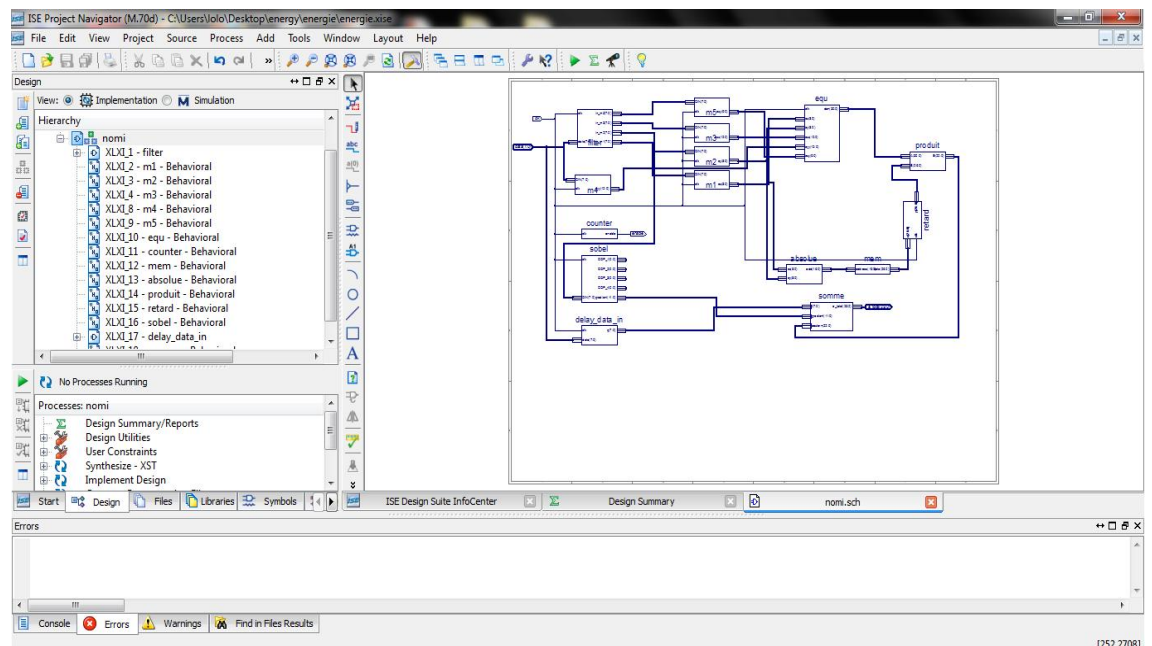 ISE Project Navigator (M.70d) - C:\Users\lolo\Desktop\energy\energie\energie.xise
File Edit View Project Source Process Add Tools Window Layout Help
Design
View: Implementation Simulation
Hierarchy
nomi
XLXI_1 - filter
XLXI_2 - m1 - Behavioral
XLXI_3 - m2 - Behavioral
XLXI_4 - m3 - Behavioral
XLXI_8 - m4 - Behavioral
XLXI_9 - m5 - Behavioral
XLXI_10 - equ - Behavioral
XLXI_11 - counter - Behavioral
XLXI_12 - mem - Behavioral
XLXI_13 - absolue - Behavioral
XLXI_14 - produit - Behavioral
XLXI_15 - retard - Behavioral
XLXI_16 - sobel - Behavioral
XLXI_17 - delay_data_in
No Processes Running
Processes: nomi
Design Summary/Reports
Design Utilities
User Constraints
Synthesize - XST
Implement Design
Start Design Files Libraries Symbols
equ
m5
filter
m3
m2
m4
m1
produit
retard
counter
sobel
absolue
mem
somme
delay_data_in
ISE Design Suite InfoCenter
Design Summary
nomi.sch
Errors
Console Errors Warnings Find in Files Results
[252,2708]